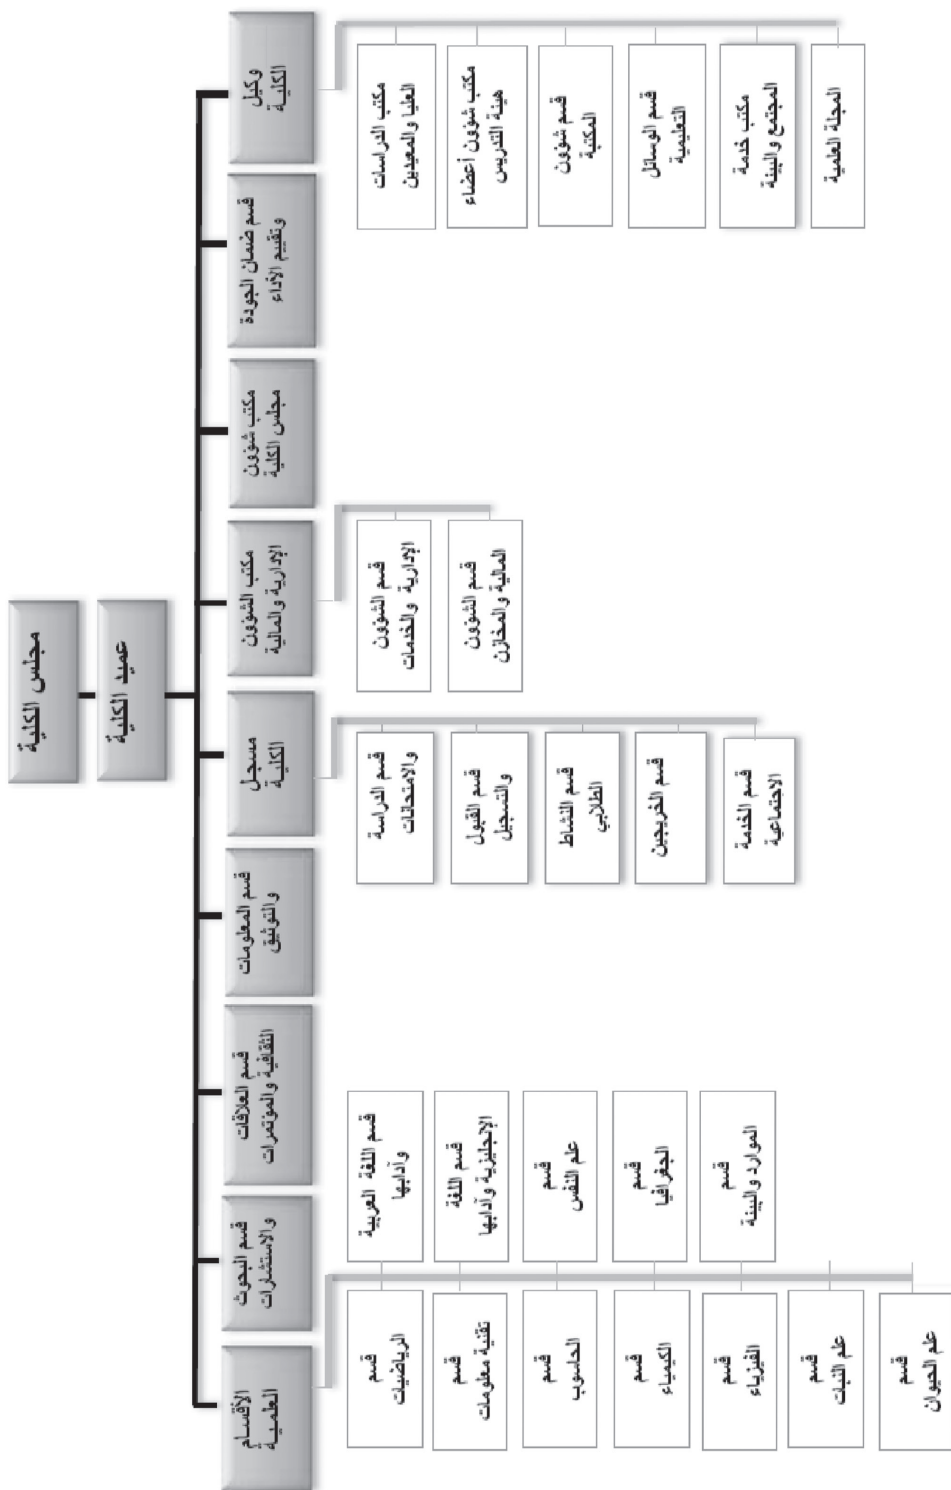 مجلس الكلية
عميد الكلية
وكيل
الكلية
قسم ضمان الجودة
وتقييم الأداء
مكتب شؤون
مجلس الكلية
مكتب الشؤون
الإدارية والمالية
مسجل
الكلية
قسم المعلومات
والتوثيق
قسم العلاقات
الثقافية والمؤتمرات
قسم البحوث
والاستشارات
الأقسام
العلمية
مكتب الدراسات
العليا والمعيدين
مكتب شؤون أعضاء
هيئة التدريس
قسم شؤون
المكتبة
قسم الوسائل
التعليمية
مكتب خدمة
المجتمع والبيئة
المجلة العلمية
قسم الشؤون
الإدارية والخدمات
قسم الشؤون
المالية والمخازن
قسم الدراسة
والامتحانات
قسم القبول
والتسجيل
قسم النشاط
الطلابي
قسم الخريجين
قسم الخدمة
الاجتماعية
قسم اللغة العربية
وآدابها
قسم اللغة
الإنجليزية وآدابها
قسم
علم النفس
قسم
الجغرافيا
قسم
الموارد والبيئة
قسم
الرياضيات
قسم
تقنية معلومات
قسم
الحاسوب
قسم
الكيمياء
قسم
الفيزياء
قسم
علم النبات
قسم
علم الحيوان